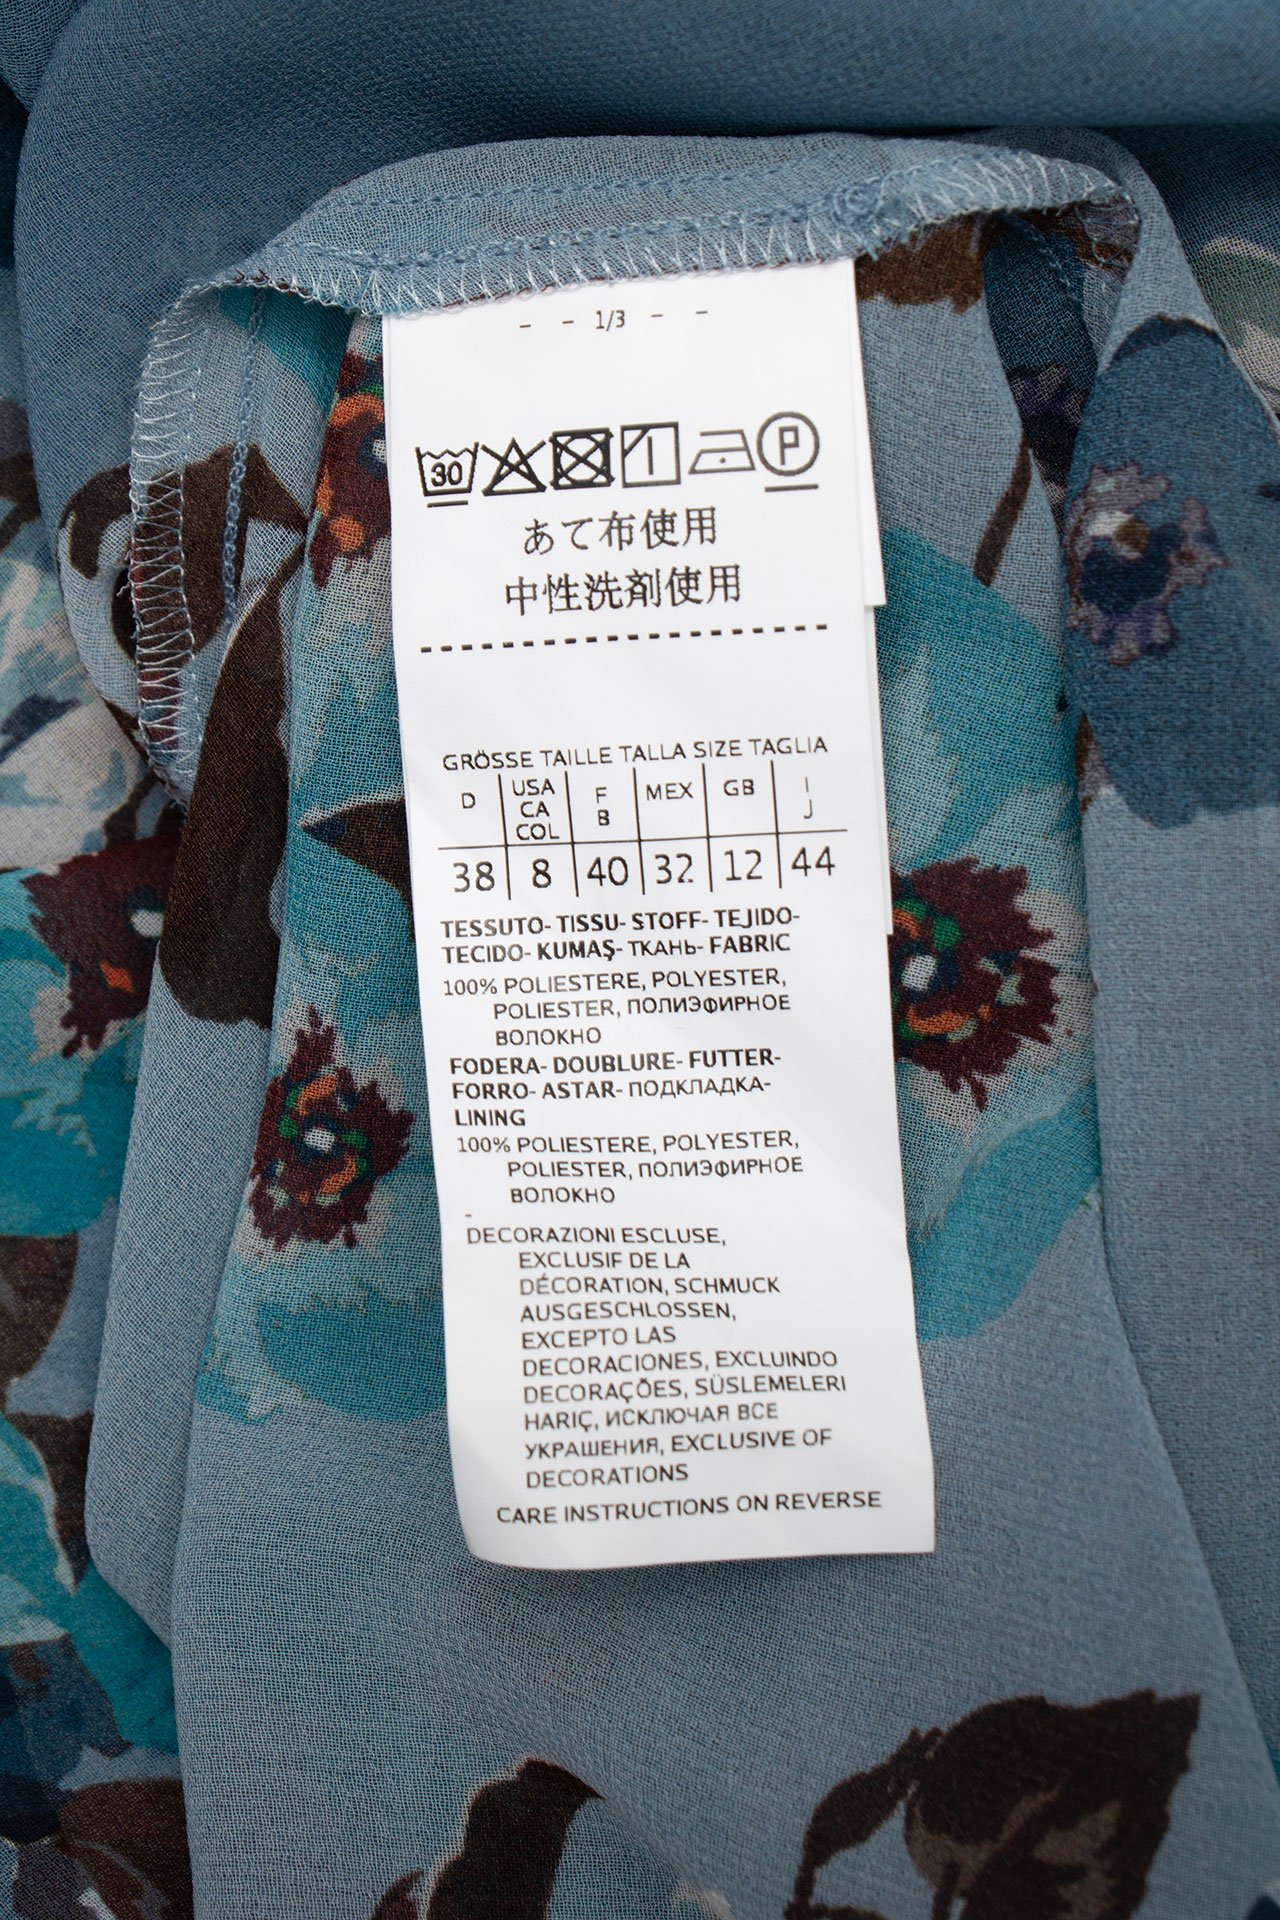 - - 1/3 - -
30 P
あて布使用
中性洗剤使用
GRÖSSE TAILLE TALLA SIZE TAGLIA
D USA CA COL F B MEX GB I J
38 8 40 32 12 44
TESSUTO- TISSU- STOFF- TEJIDO-
TECIDO- KUMAŞ- ТКАНЬ- FABRIC
100% POLIESTERE, POLYESTER,
POLIESTER, ПОЛИЭФИРНОЕ
ВОЛОКНО
FODERA- DOUBLURE- FUTTER-
FORRO- ASTAR- ПОДКЛАДКА-
LINING
100% POLIESTERE, POLYESTER,
POLIESTER, ПОЛИЭФИРНОЕ
ВОЛОКНО
-
DECORAZIONI ESCLUSE,
EXCLUSIF DE LA
DÉCORATION, SCHMUCK
AUSGESCHLOSSEN,
EXCEPTO LAS
DECORACIONES, EXCLUINDO
DECORAÇÕES, SÜSLEMELERI
HARIÇ, ИСКЛЮЧАЯ ВСЕ
УКРАШЕНИЯ, EXCLUSIVE OF
DECORATIONS
CARE INSTRUCTIONS ON REVERSE